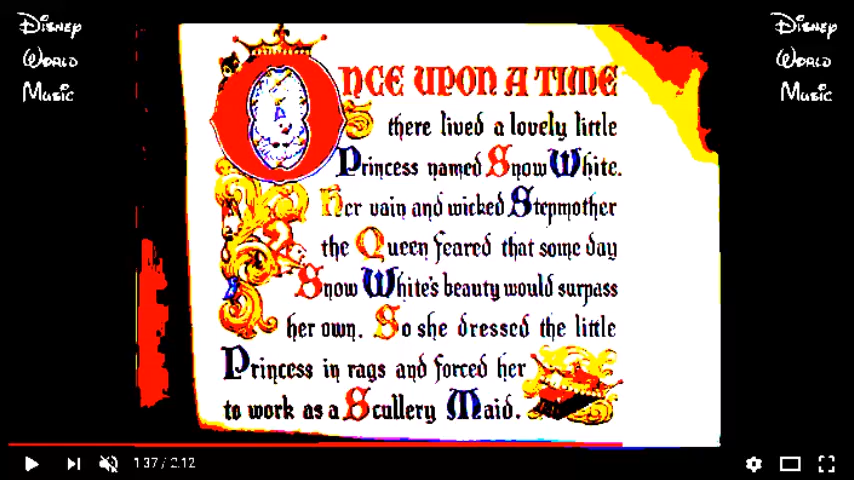 Disney
World
Music
Disney
World
Music
ONCE UPON A TIME
there lived a lovely little
Princess named Snow White.
Her vain and wicked Stepmother
the Queen feared that some day
Snow White's beauty would surpass
her own. So she dressed the little
Princess in rags and forced her
to work as a Scullery Maid.
1:37 / 2:12